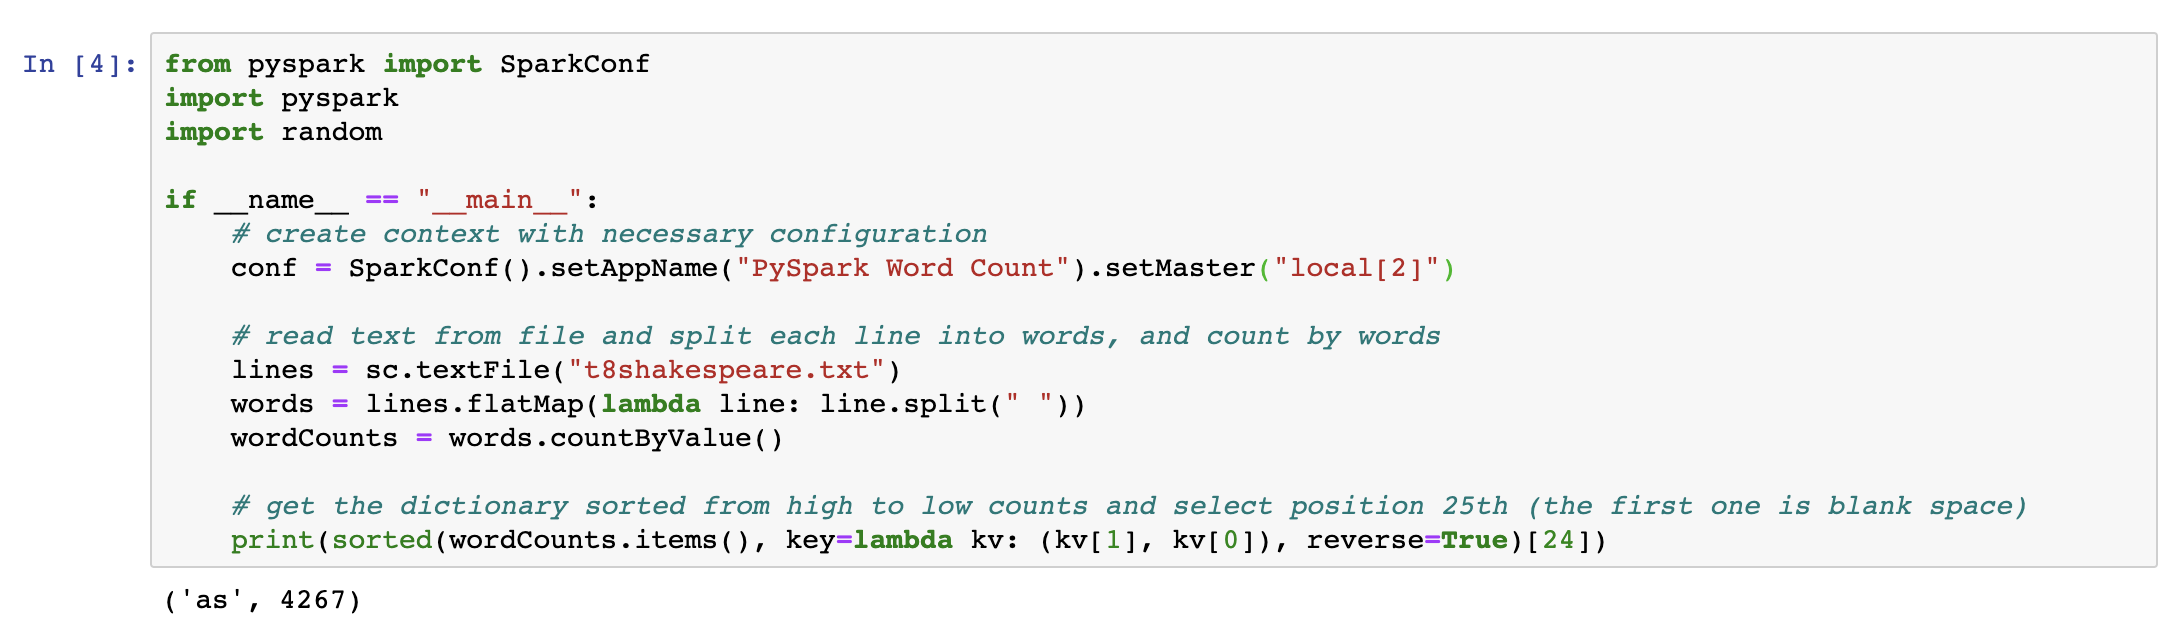 In [4]: from pyspark import SparkConf
import pyspark
import random
if __name__ == "__main__":
# create context with necessary configuration
conf = SparkConf().setAppName("PySpark Word Count").setMaster("local[2]")
# read text from file and split each line into words, and count by words
lines = sc.textFile("t8shakespeare.txt")
words = lines.flatMap(lambda line: line.split(" "))
wordCounts = words.countByValue()
# get the dictionary sorted from high to low counts and select position 25th (the first one is blank space)
print(sorted(wordCounts.items(), key=lambda kv: (kv[1], kv[0]), reverse=True)[24])
('as', 4267)